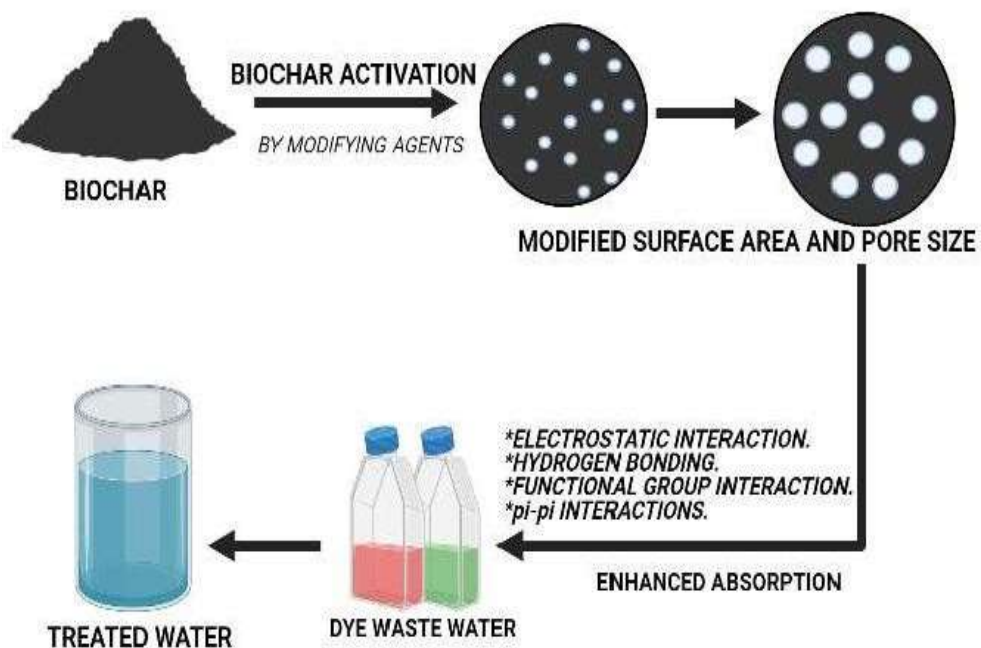 BIOCHAR ACTIVATION
BY MODIFYING AGENTS
BIOCHAR
MODIFIED SURFACE AREA AND PORE SIZE
*ELECTROSTATIC INTERACTION.
*HYDROGEN BONDING.
*FUNCTIONAL GROUP INTERACTION.
*pi-pi INTERACTIONS.
ENHANCED ABSORPTION
DYE WASTE WATER
TREATED WATER